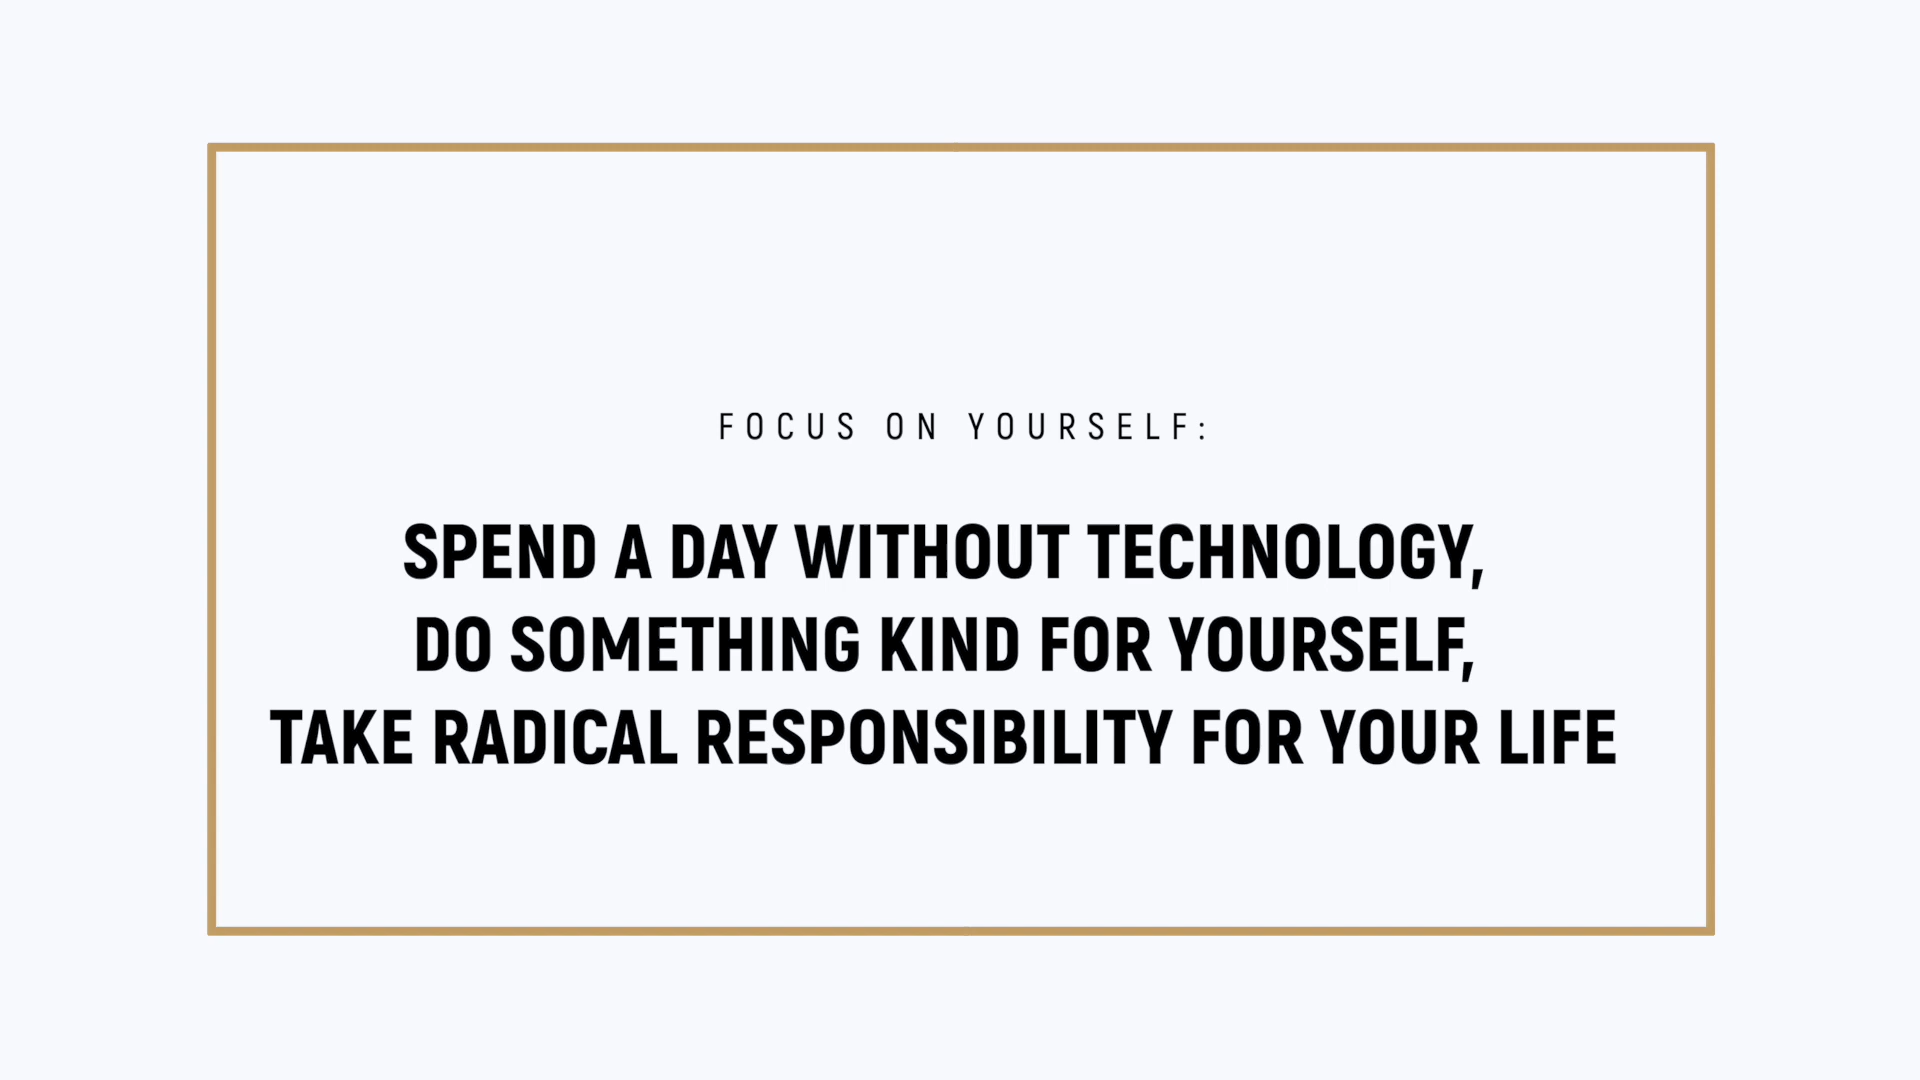 FOCUS ON YOURSELF:
SPEND A DAY WITHOUT TECHNOLOGY,
DO SOMETHING KIND FOR YOURSELF,
TAKE RADICAL RESPONSIBILITY FOR YOUR LIFE